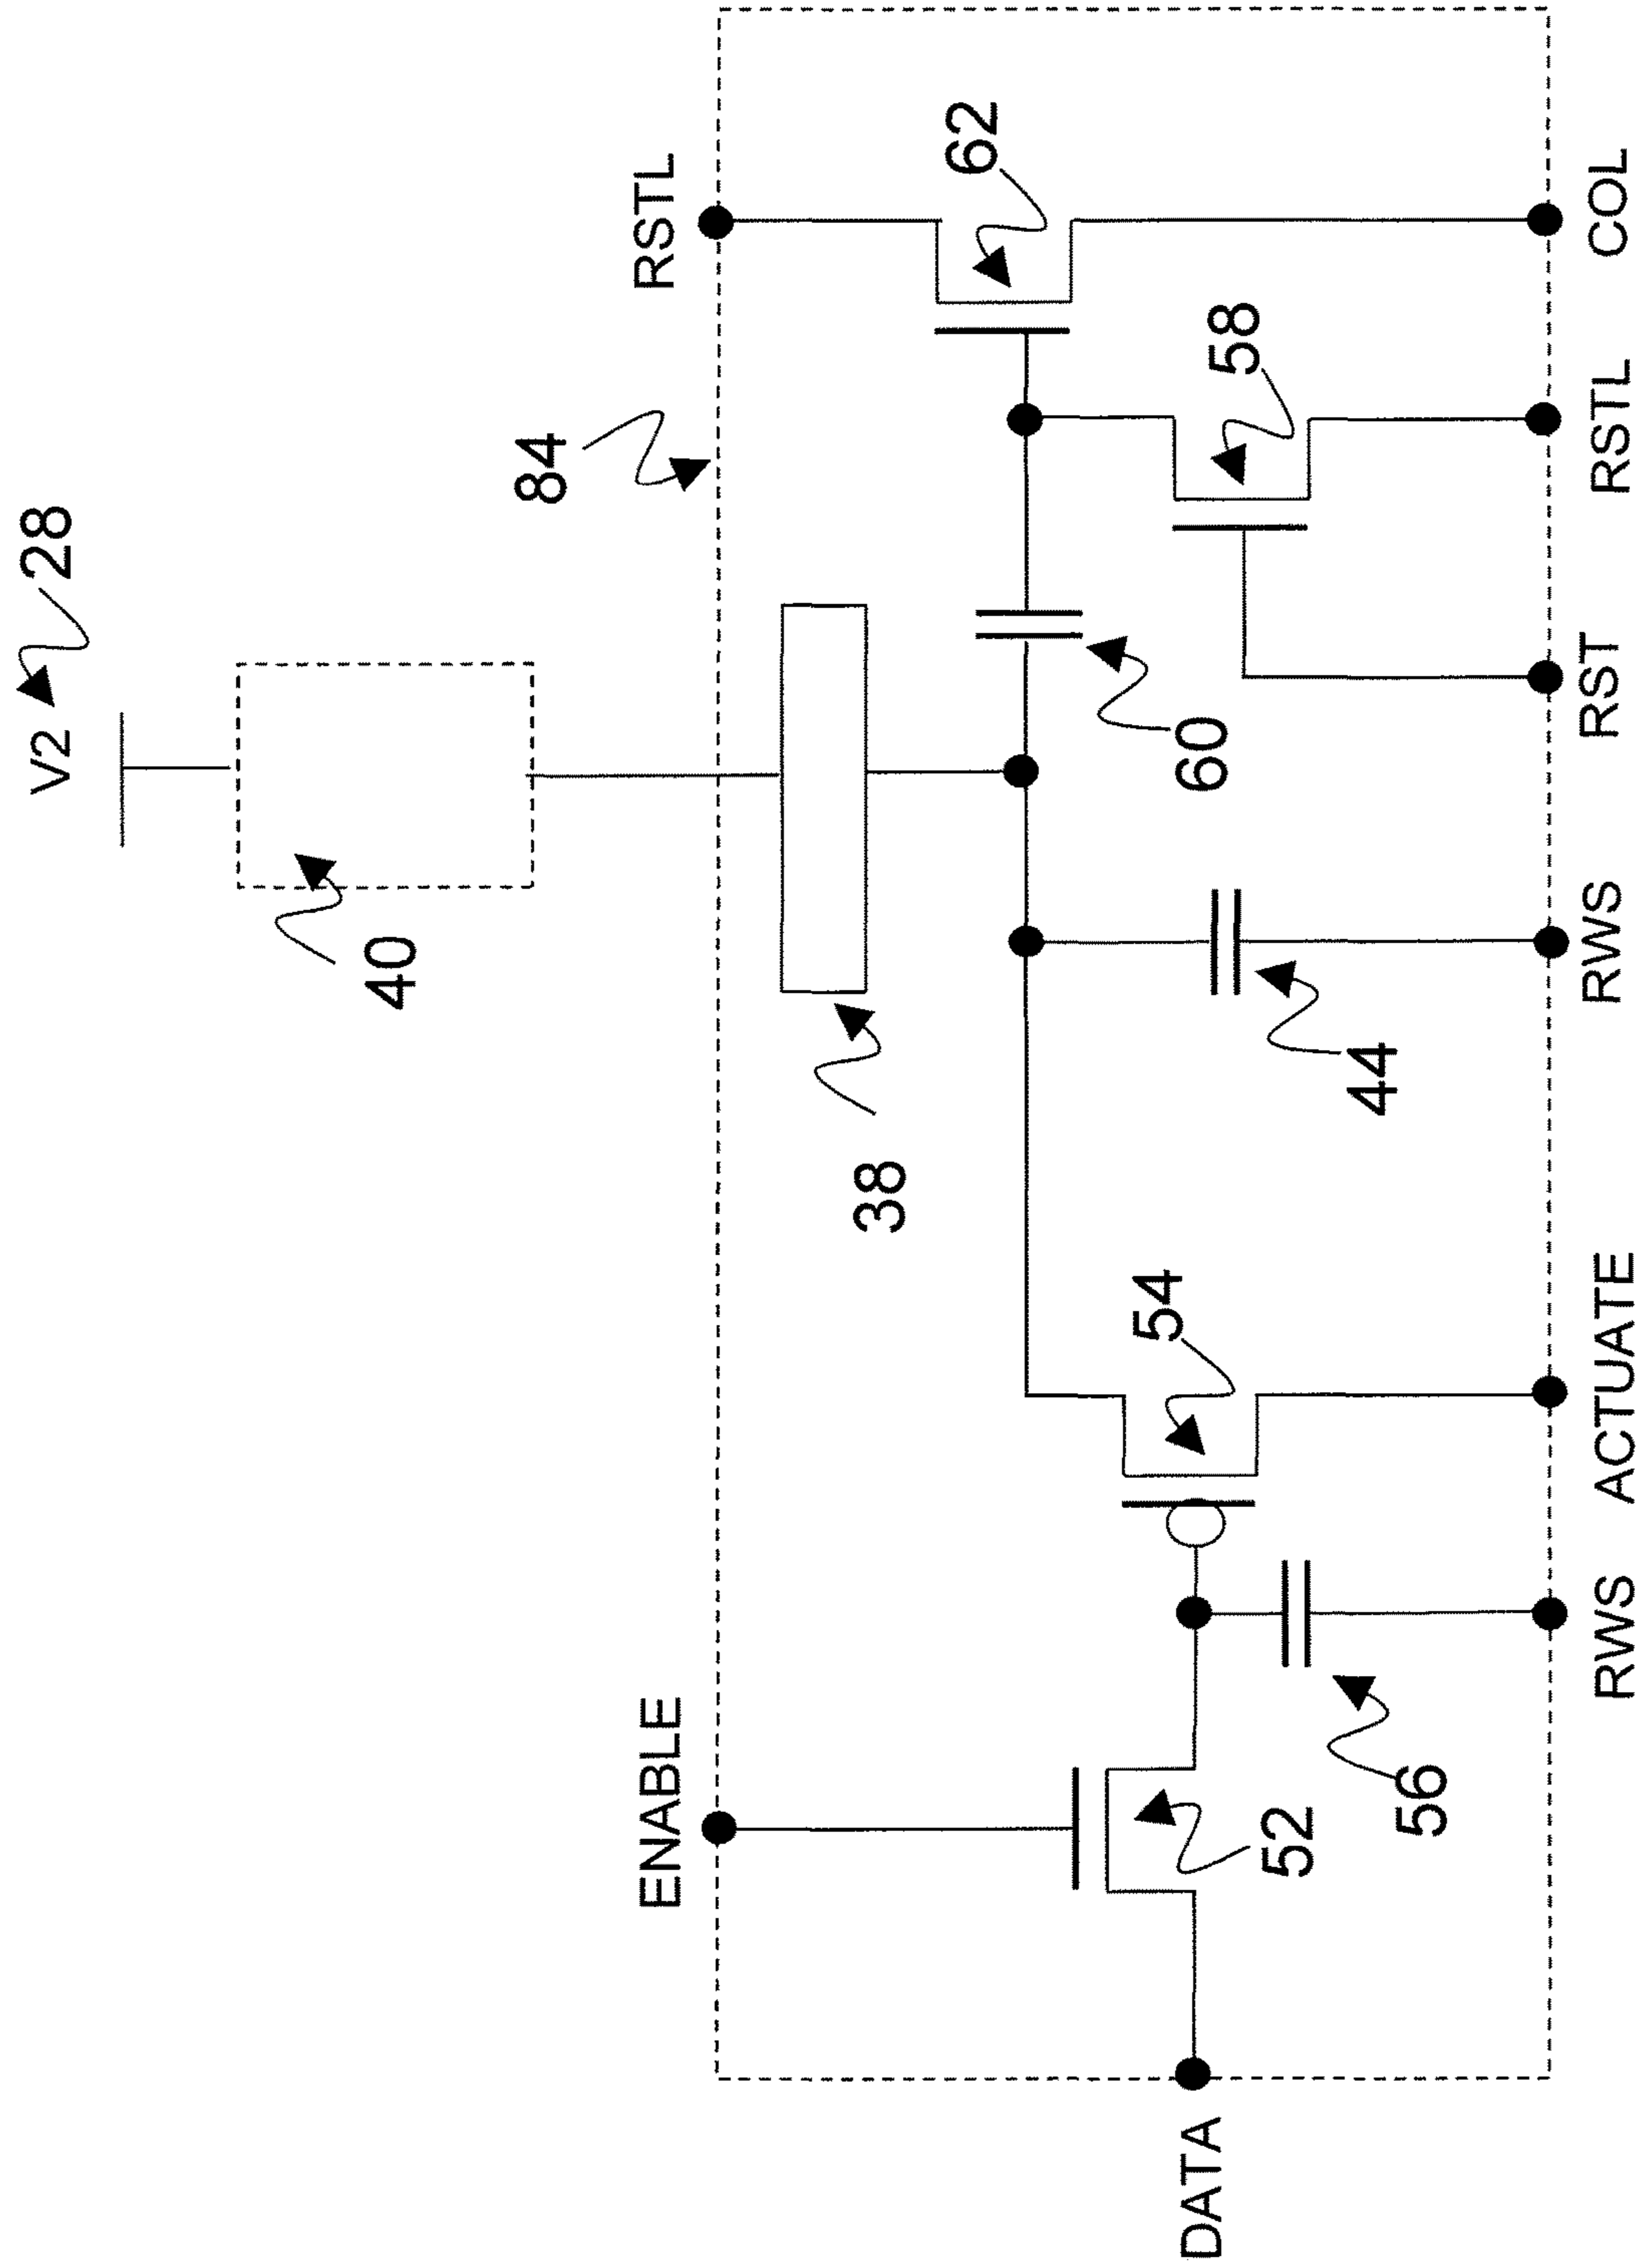 V2
28
40
84
RSTL
62
38
60
58
ENABLE
54
44
52
56
DATA
RWS
ACTUATE
RWS
RST
RSTL
COL